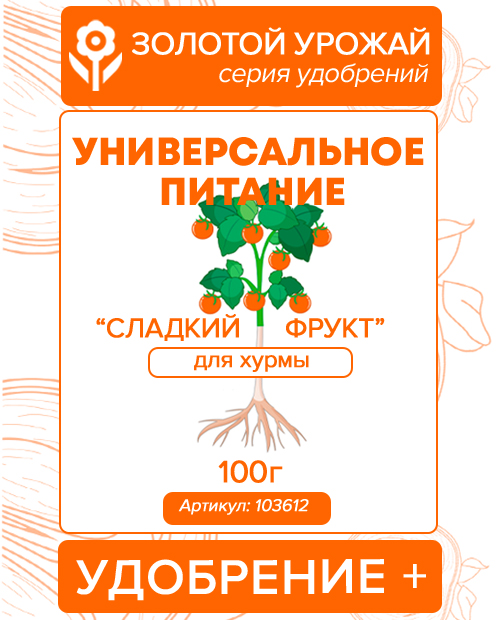 ЗОЛОТОЙ УРОЖАЙ
серия удобрений
УНИВЕРСАЛЬНОЕ
ПИТАНИЕ
“СЛАДКИЙ ФРУКТ”
для хурмы
100г
Артикул: 103612
УДОБРЕНИЕ +